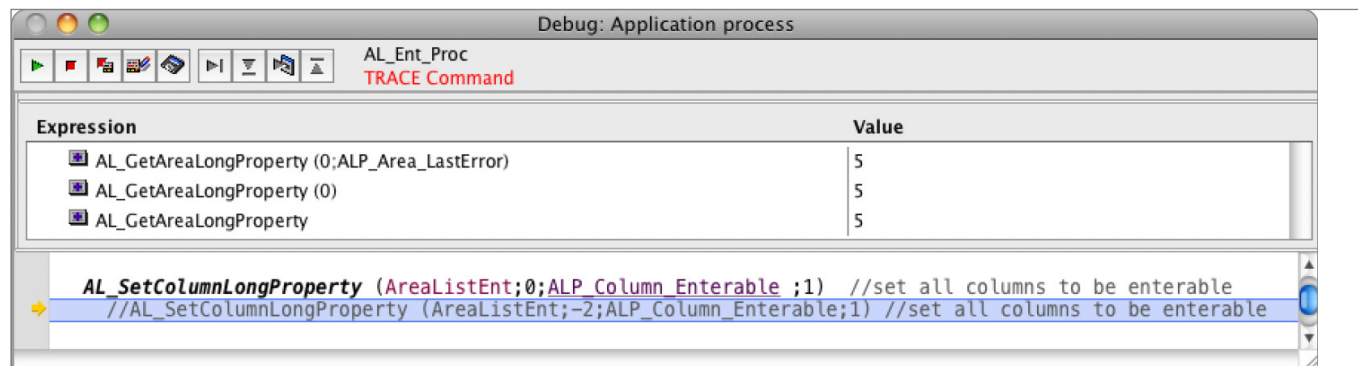 Debug: Application process
AL_Ent_Proc
TRACE Command
Expression Value
AL_GetAreaLongProperty (0;ALP_Area_LastError) 5
AL_GetAreaLongProperty (0) 5
AL_GetAreaLongProperty 5
AL_SetColumnLongProperty (AreaListEnt;0;ALP_Column_Enterable ;1) //set all columns to be enterable
//AL_SetColumnLongProperty (AreaListEnt;-2;ALP_Column_Enterable;1) //set all columns to be enterable